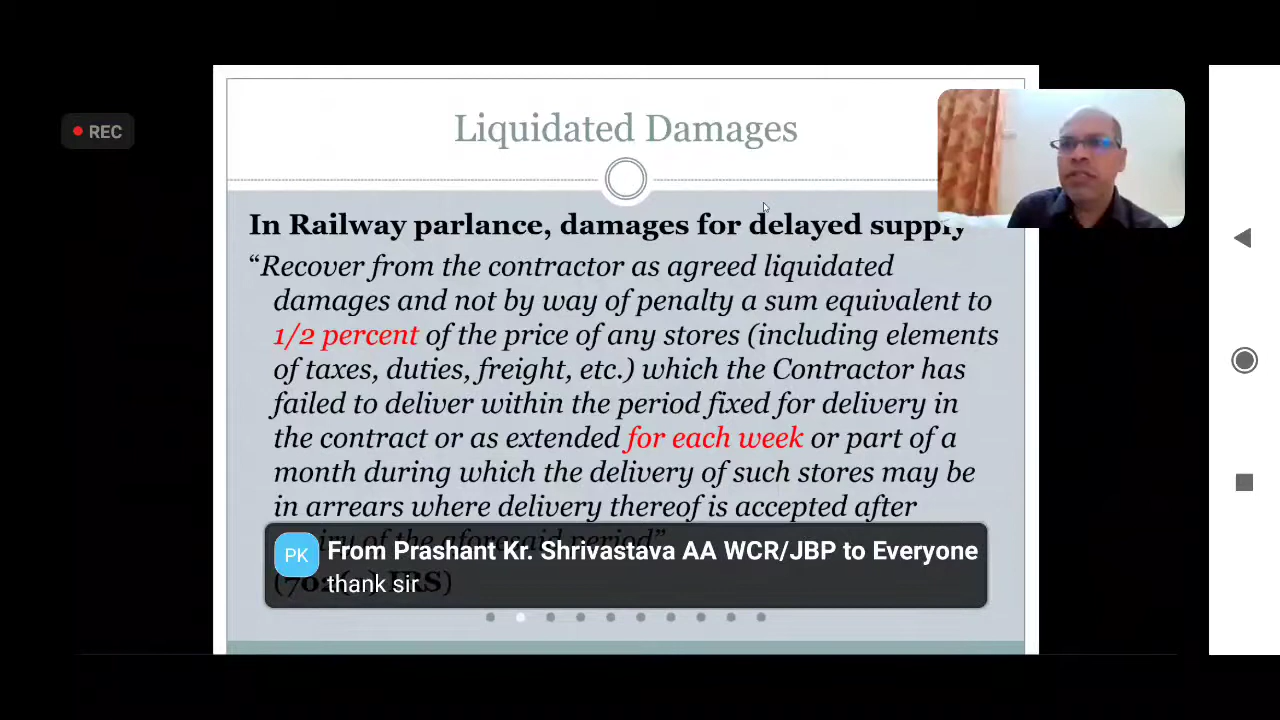 REC
Liquidated Damages
In Railway parlance, damages for delayed supply
“Recover from the contractor as agreed liquidated
damages and not by way of penalty a sum equivalent to
1/2 percent of the price of any stores (including elements
of taxes, duties, freight, etc.) which the Contractor has
failed to deliver within the period fixed for delivery in
the contract or as extended for each week or part of a
month during which the delivery of such stores may be
in arrears where delivery thereof is accepted after
of the aforesaid period”
IRS)
PK
From Prashant Kr. Shrivastava AA WCR/JBP to Everyone
thank sir